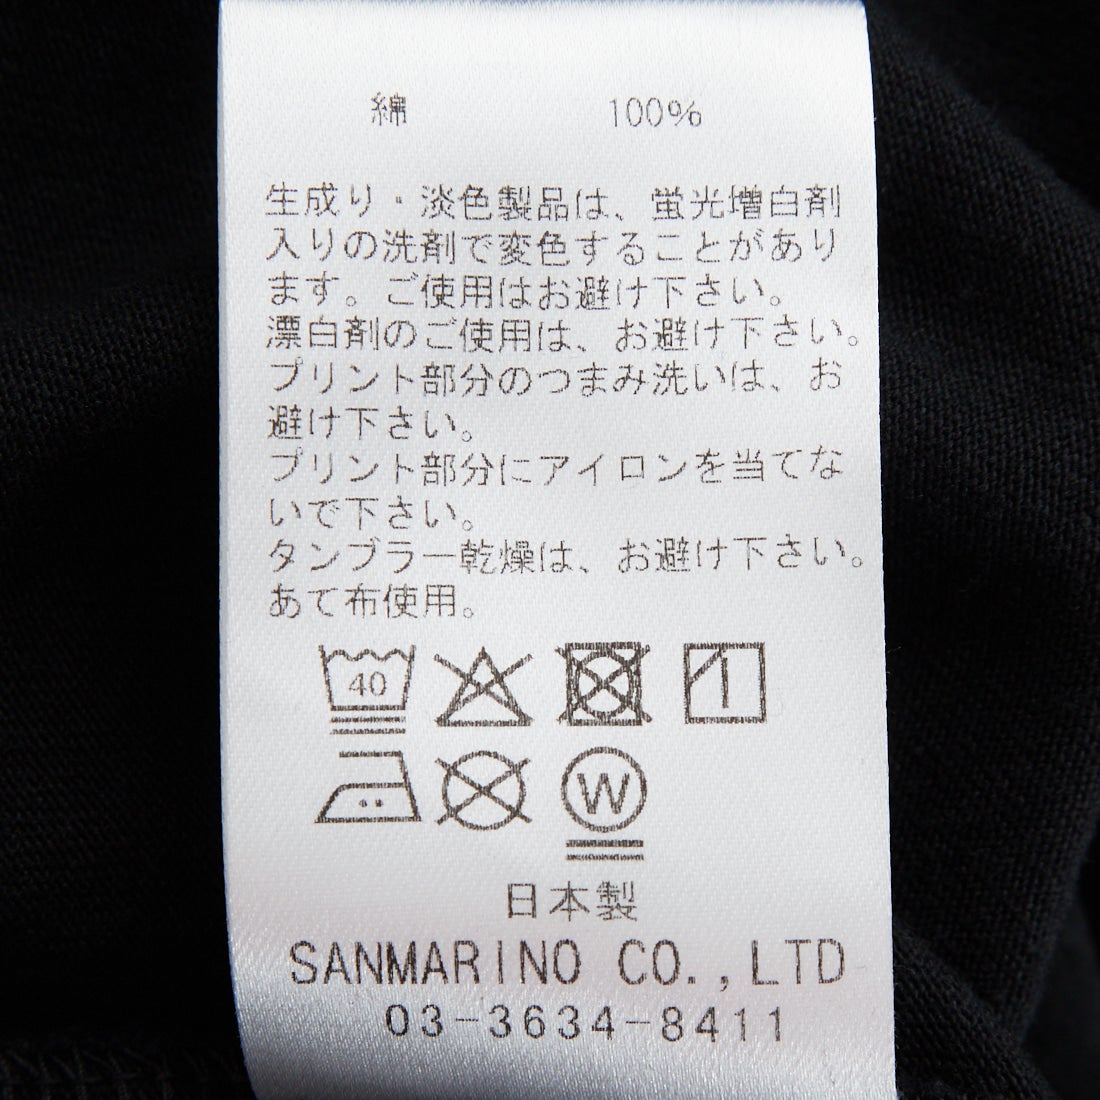 綿 100%
生成り・淡色製品は、蛍光増白剤
入りの洗剤で変色することがあり
ます。ご使用はお避け下さい。
漂白剤のご使用は、お避け下さい。
プリント部分のつまみ洗いは、お
避け下さい。
プリント部分にアイロンを当てな
いで下さい。
タンブラー乾燥は、お避け下さい。
あて布使用。
40
W
日本製
SANMARINO CO.,LTD
03-3634-8411